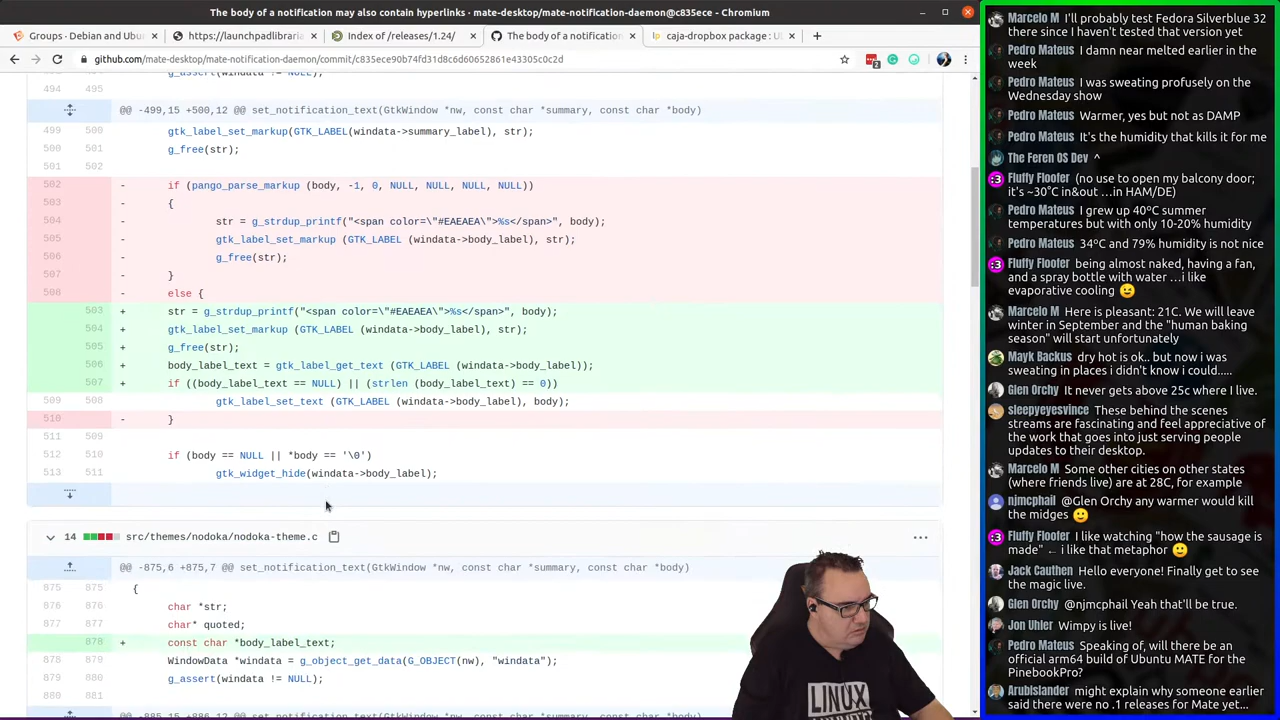 The body of a notification may also contain hyperlinks · mate-desktop/mate-notification-daemon@c835ece - Chromium
Groups - Debian and Ubu
https://launchpadlibraria
Index of /releases/1.24/
The body of a notificatio
caja-dropbox package : U
github.com/mate-desktop/mate-notification-daemon/commit/c835ece90b74fd31d8c6d60652861e43305c0c2d
g_assert(windata != NULL);
494 495
@@ -499,15 +500,12 @@ set_notification_text(GtkWindow *nw, const char *summary, const char *body)
499 500 gtk_label_set_markup(GTK_LABEL(windata->summary_label), str);
500 501 g_free(str);
501 502
502 - if (pango_parse_markup (body, -1, 0, NULL, NULL, NULL, NULL))
503 - {
504 - str = g_strdup_printf("<span color=\"#EAEAEA\">%s</span>", body);
505 - gtk_label_set_markup (GTK_LABEL (windata->body_label), str);
506 - g_free(str);
507 - }
508 - else {
503 + str = g_strdup_printf("<span color=\"#EAEAEA\">%s</span>", body);
504 + gtk_label_set_markup (GTK_LABEL (windata->body_label), str);
505 + g_free(str);
506 + body_label_text = gtk_label_get_text (GTK_LABEL (windata->body_label));
507 + if ((body_label_text == NULL) || (strlen (body_label_text) == 0))
509 508 gtk_label_set_text (GTK_LABEL (windata->body_label), body);
510 - }
511 509
512 510 if (body == NULL || *body == '\0')
513 511 gtk_widget_hide(windata->body_label);
14 src/themes/nodoka/nodoka-theme.c
@@ -875,6 +875,7 @@ set_notification_text(GtkWindow *nw, const char *summary, const char *body)
875 875 {
876 876 char *str;
877 877 char* quoted;
878 + const char *body_label_text;
878 879 WindowData *windata = g_object_get_data(G_OBJECT(nw), "windata");
879 880 g_assert(windata != NULL);
880 881
LINUX
Marcelo M I'll probably test Fedora Silverblue 32
there since I haven't tested that version yet
Pedro Mateus I damn near melted earlier in the
week
Pedro Mateus I was sweating profusely on the
Wednesday show
Pedro Mateus Warmer, yes but not as DAMP
Pedro Mateus It's the humidity that kills it for me
The Feren OS Dev ^
Fluffy Floofer (no use to open my balcony door;
it's ~30°C in&out …in HAM/DE)
Pedro Mateus I grew up 40ºC summer
temperatures but with only 10-20% humidity
Pedro Mateus 34ºC and 79% humidity is not nice
Fluffy Floofer being almost naked, having a fan,
and a spray bottle with water …i like
evaporative cooling 😉
Marcelo M Here is pleasant: 21C. We will leave
winter in September and the "human baking
season" will start unfortunately
Mayk Backus dry hot is ok.. but now i was
sweating in places i didn't know i could.....
Glen Orchy It never gets above 25c where I live.
sleepyeyesvince These behind the scenes
streams are fascinating and feel appreciative of
the work that goes into just serving people
updates to their desktop.
Marcelo M Some other cities on other states
(where friends live) are at 28C, for example
njmcphail @Glen Orchy any warmer would kill
the midges 🙂
Fluffy Floofer I like watching "how the sausage is
made" ← i like that metaphor 🙂
Jack Cauthen Hello everyone! Finally get to see
the magic live.
Glen Orchy @njmcphail Yeah that'll be true.
Jon Uhler Wimpy is live!
Pedro Mateus Speaking of, will there be an
official arm64 build of Ubuntu MATE for the
PinebookPro?
ArubIslander might explain why someone earlier
said there were no .1 releases for Mate yet...